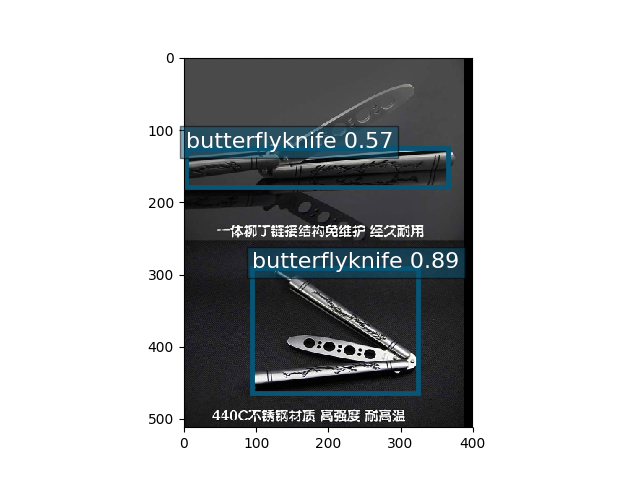 0
100
butterflyknife 0.57
200
一体柳丁链接结构免维护 经久耐用
butterflyknife 0.89
300
400
440C不锈钢材质 高强度 耐高温
500
0 100 200 300 400